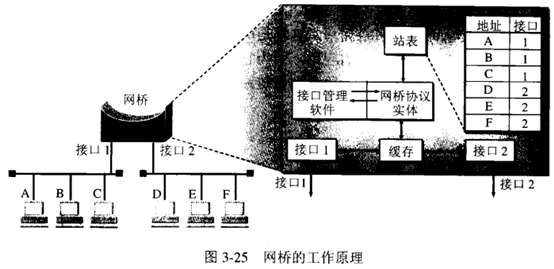 网桥
接口 1
接口 2
A
B
C
D
E
F
站表
接口管理
软件
网桥协议
实体
接口 1
缓存
接口 2
接口1
接口 2
地址 接口
A 1
B 1
C 1
D 2
E 2
F 2
图 3-25 网桥的工作原理